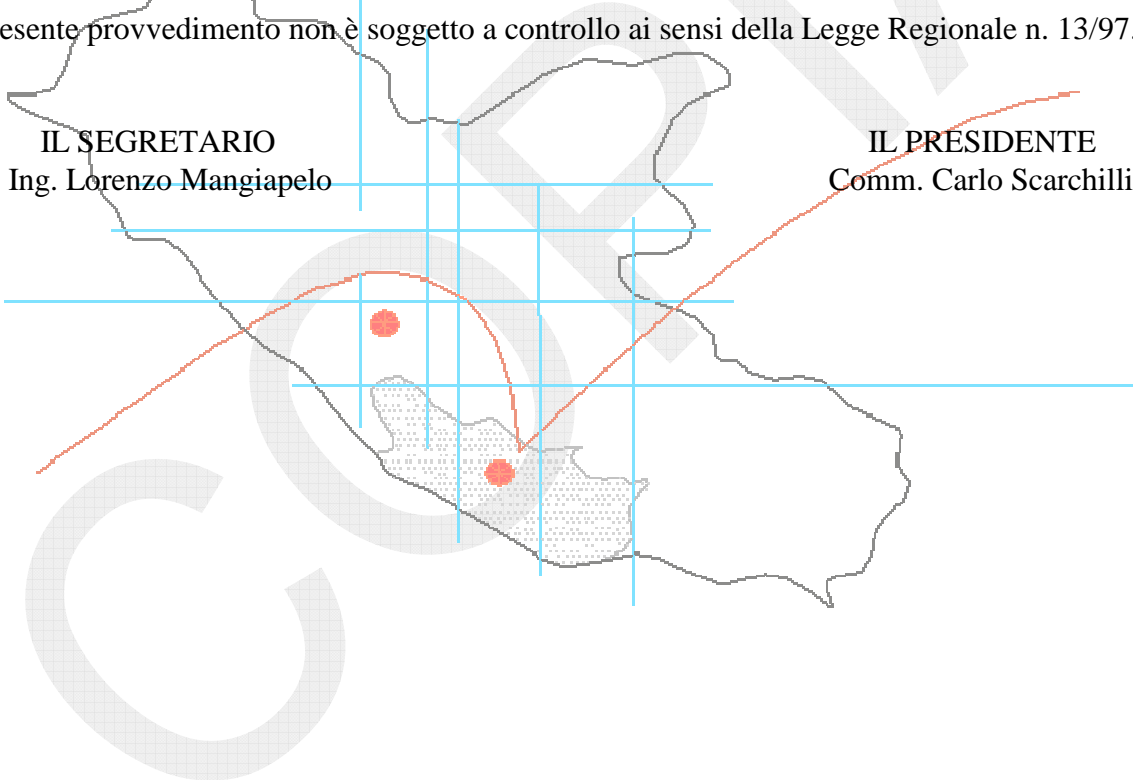 esente provvedimento non è soggetto a controllo ai sensi della Legge Regionale n. 13/97.
IL SEGRETARIO
IL PRESIDENTE
Ing. Lorenzo Mangiapelo
Comm. Carlo Scarchilli
COPIA